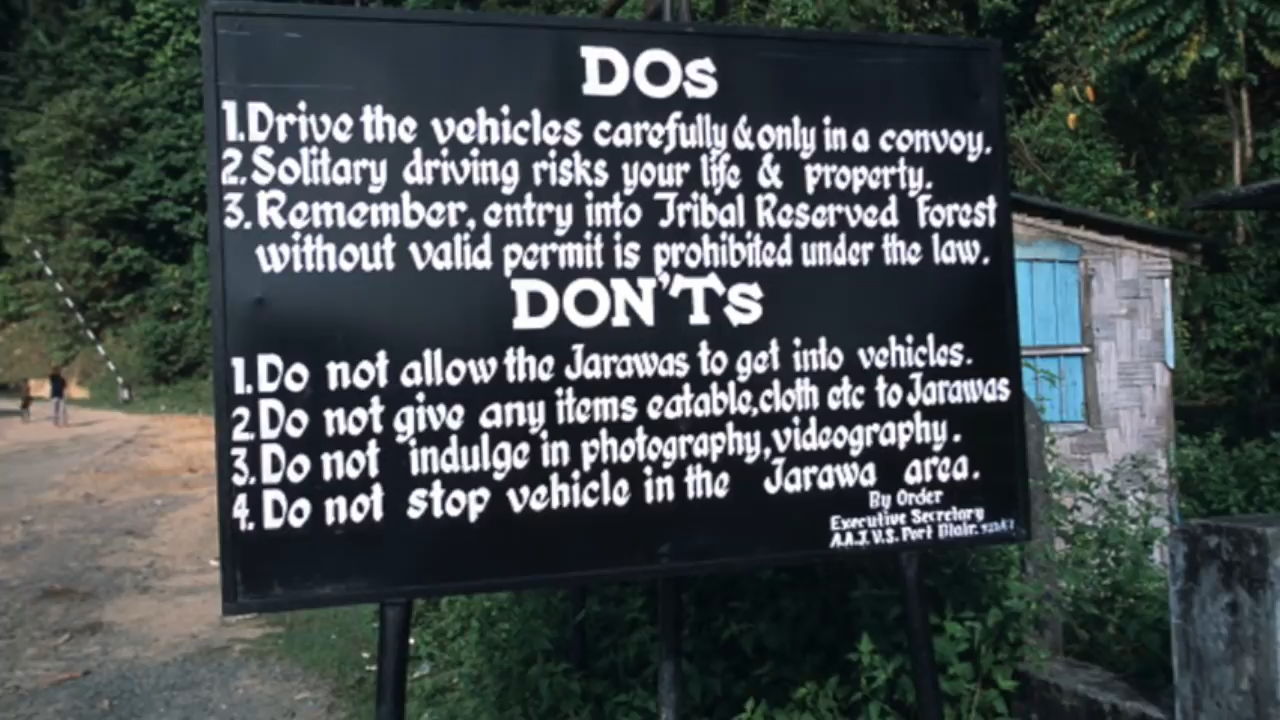 DOs
1.Drive the vehicles carefully & only in a convoy.
2.Solitary driving risks your life & property.
3.Remember, entry into Tribal Reserved Forest
without valid permit is prohibited under the law.
DON'Ts
1.Do not allow the Jarawas to get into vehicles.
2.Do not give any items eatable,cloth etc to Jarawas
3.Do not indulge in photography,videography.
4.Do not stop vehicle in the Jarawa area.
By Order
Executive Secretary
A.A.J.V.S. Port Blair.